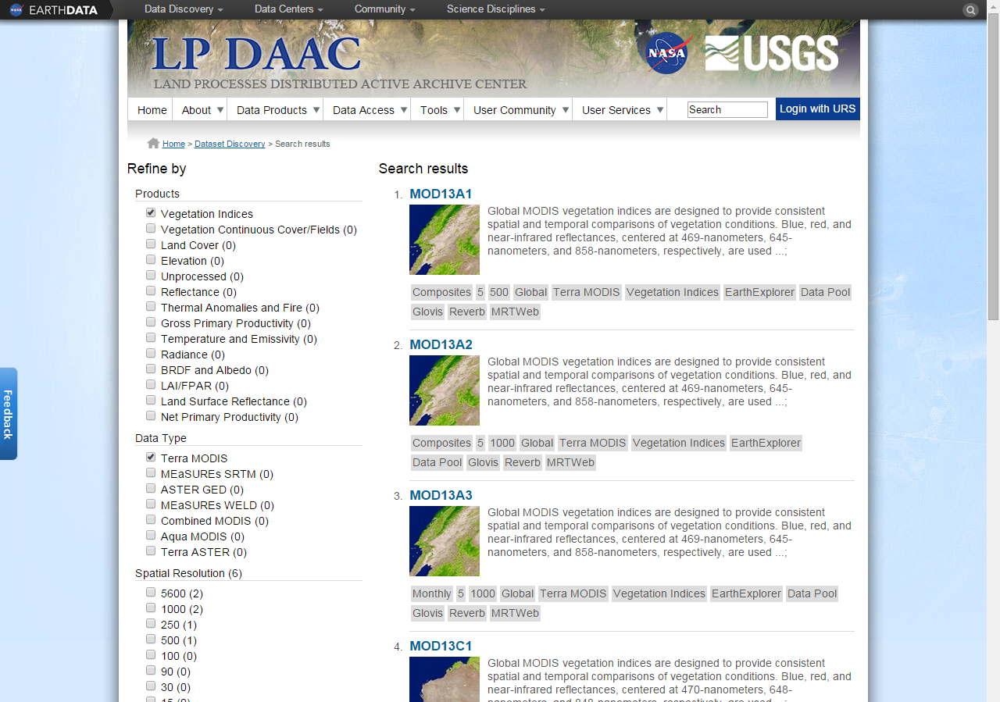 NASA EARTHDATA Data Discovery Data Centers Community Science Disciplines
LP DAAC
LAND PROCESSES DISTRIBUTED ACTIVE ARCHIVE CENTER
NASA USGS
Home About Data Products Data Access Tools User Community User Services Search Login with URS
Home > Dataset Discovery > Search results
Refine by
Products
Vegetation Indices
Vegetation Continuous Cover/Fields (0)
Land Cover (0)
Elevation (0)
Unprocessed (0)
Reflectance (0)
Thermal Anomalies and Fire (0)
Gross Primary Productivity (0)
Temperature and Emissivity (0)
Radiance (0)
BRDF and Albedo (0)
LAI/FPAR (0)
Land Surface Reflectance (0)
Net Primary Productivity (0)
Data Type
Terra MODIS
MEaSUREs SRTM (0)
ASTER GED (0)
MEaSUREs WELD (0)
Combined MODIS (0)
Aqua MODIS (0)
Terra ASTER (0)
Spatial Resolution (6)
5600 (2)
1000 (2)
250 (1)
500 (1)
100 (0)
90 (0)
30 (0)
15 (0)
Search results
1. MOD13A1
Global MODIS vegetation indices are designed to provide consistent
spatial and temporal comparisons of vegetation conditions. Blue, red, and
near-infrared reflectances, centered at 469-nanometers, 645-
nanometers, and 858-nanometers, respectively, are used ...;
Composites 5 500 Global Terra MODIS Vegetation Indices EarthExplorer Data Pool
Glovis Reverb MRTWeb
2. MOD13A2
Global MODIS vegetation indices are designed to provide consistent
spatial and temporal comparisons of vegetation conditions. Blue, red, and
near-infrared reflectances, centered at 469-nanometers, 645-
nanometers, and 858-nanometers, respectively, are used ...;
Composites 5 1000 Global Terra MODIS Vegetation Indices EarthExplorer
Data Pool Glovis Reverb MRTWeb
3. MOD13A3
Global MODIS vegetation indices are designed to provide consistent
spatial and temporal comparisons of vegetation conditions. Blue, red, and
near-infrared reflectances, centered at 469-nanometers, 645-
nanometers, and 858-nanometers, respectively, are used ...;
Monthly 5 1000 Global Terra MODIS Vegetation Indices EarthExplorer Data Pool
Glovis Reverb MRTWeb
4. MOD13C1
Global MODIS vegetation indices are designed to provide consistent
spatial and temporal comparisons of vegetation conditions. Blue, red, and
near-infrared reflectances, centered at 470-nanometers, 648-
nanometers, and 848-nanometers, respectively, are used ...;
Feedback